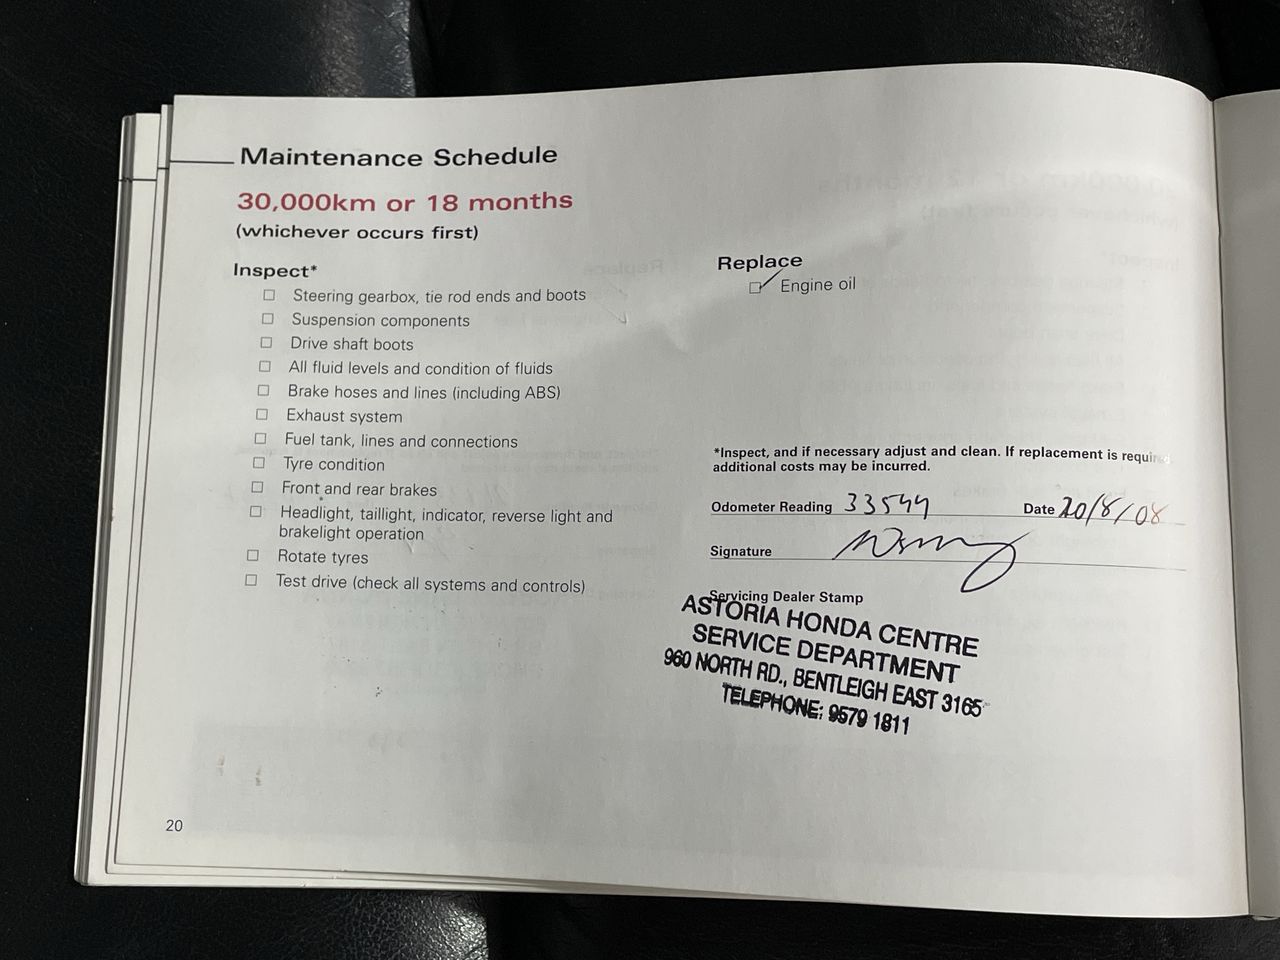 Maintenance Schedule
30,000km or 18 months
(whichever occurs first)
Inspect*
Steering gearbox, tie rod ends and boots
Suspension components
Drive shaft boots
All fluid levels and condition of fluids
Brake hoses and lines (including ABS)
Exhaust system
Fuel tank, lines and connections
Tyre condition
Front and rear brakes
Headlight, taillight, indicator, reverse light and
brakelight operation
Rotate tyres
Test drive (check all systems and controls)
Replace
Engine oil
*Inspect, and if necessary adjust and clean. If replacement is required
additional costs may be incurred.
Odometer Reading 33544 Date 20/8/08
Signature
Servicing Dealer Stamp
ASTORIA HONDA CENTRE
SERVICE DEPARTMENT
960 NORTH RD., BENTLEIGH EAST 3165
TELEPHONE: 9579 1811
20